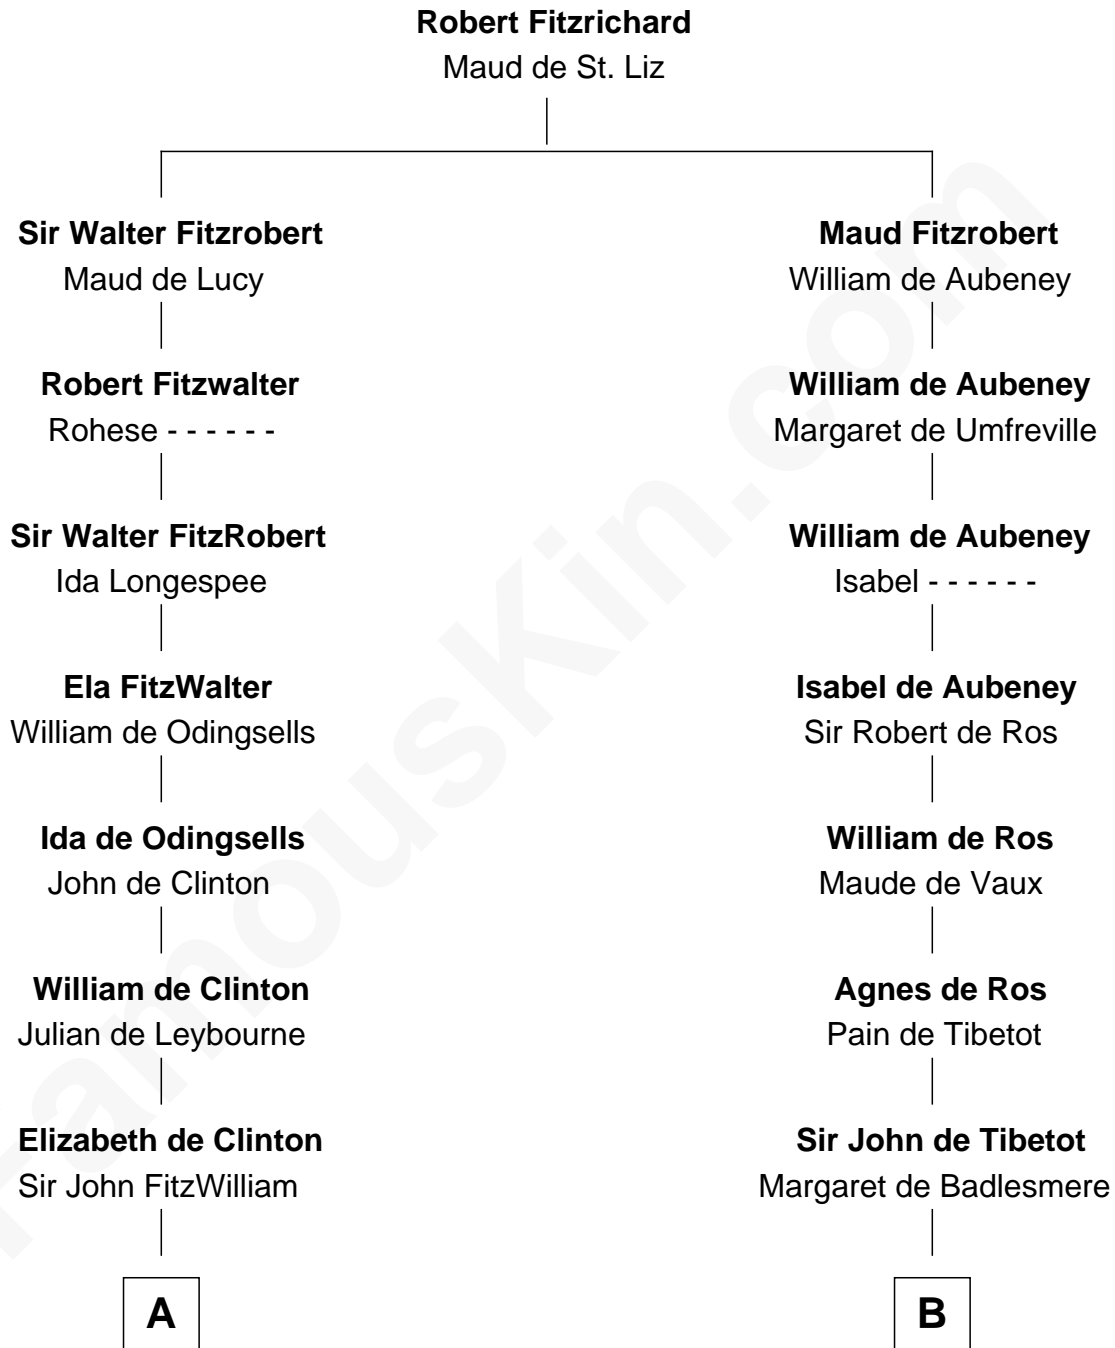 Robert Fitzrichard
Maud de St. Liz
Sir Walter Fitzrobert
Maud de Lucy
Maud Fitzrobert
William de Aubeney
Robert Fitzwalter
Rohese - - - - - -
William de Aubeney
Margaret de Umfreville
Sir Walter FitzRobert
Ida Longespee
William de Aubeney
Isabel - - - - - -
Ela FitzWalter
William de Odingsells
Isabel de Aubeney
Sir Robert de Ros
Ida de Odingsells
John de Clinton
William de Ros
Maude de Vaux
William de Clinton
Julian de Leybourne
Agnes de Ros
Pain de Tibetot
Elizabeth de Clinton
Sir John FitzWilliam
Sir John de Tibetot
Margaret de Badlesmere
A
B
FamousKin.com